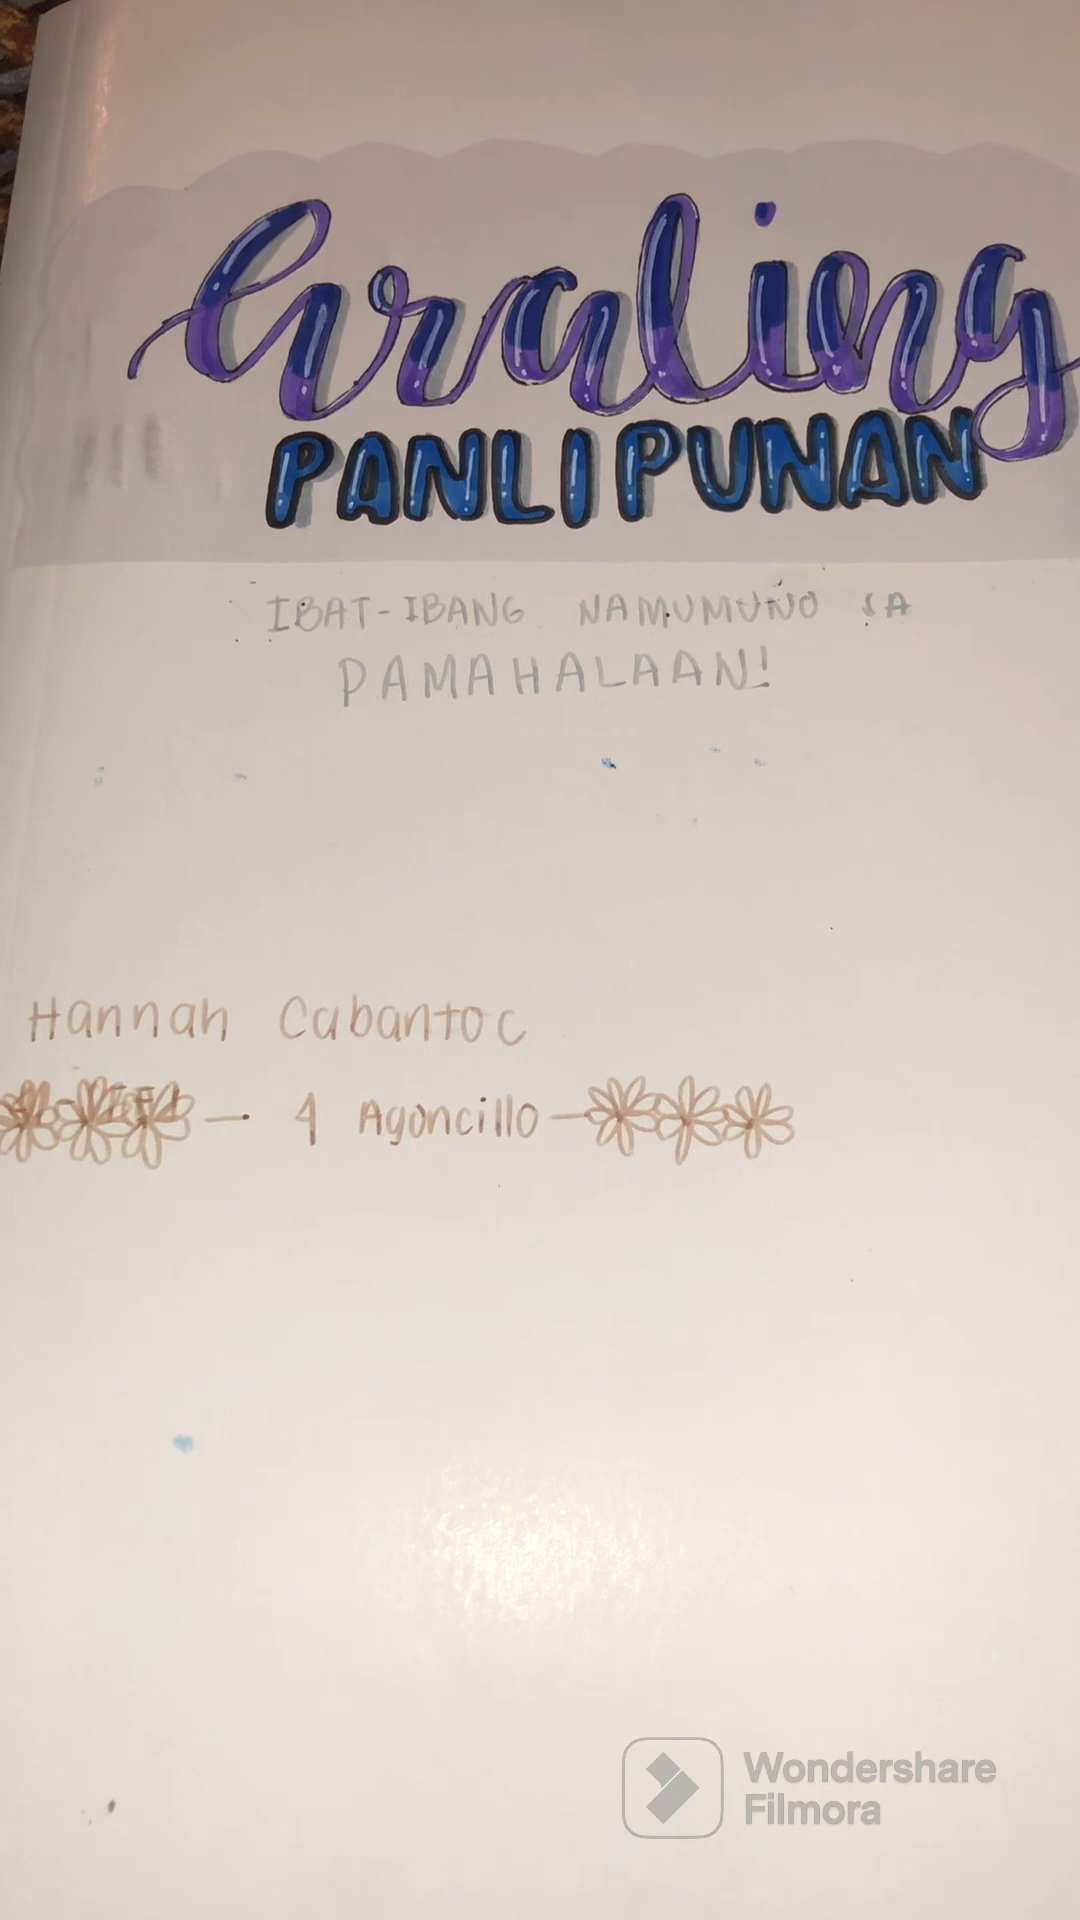 Araling
PANLIPUNAN
IBAT-IBANG NAMUMUNO SA
PAMAHALAAN!
Hannah Cabantoc
4 Agoncillo
Wondershare
Filmora